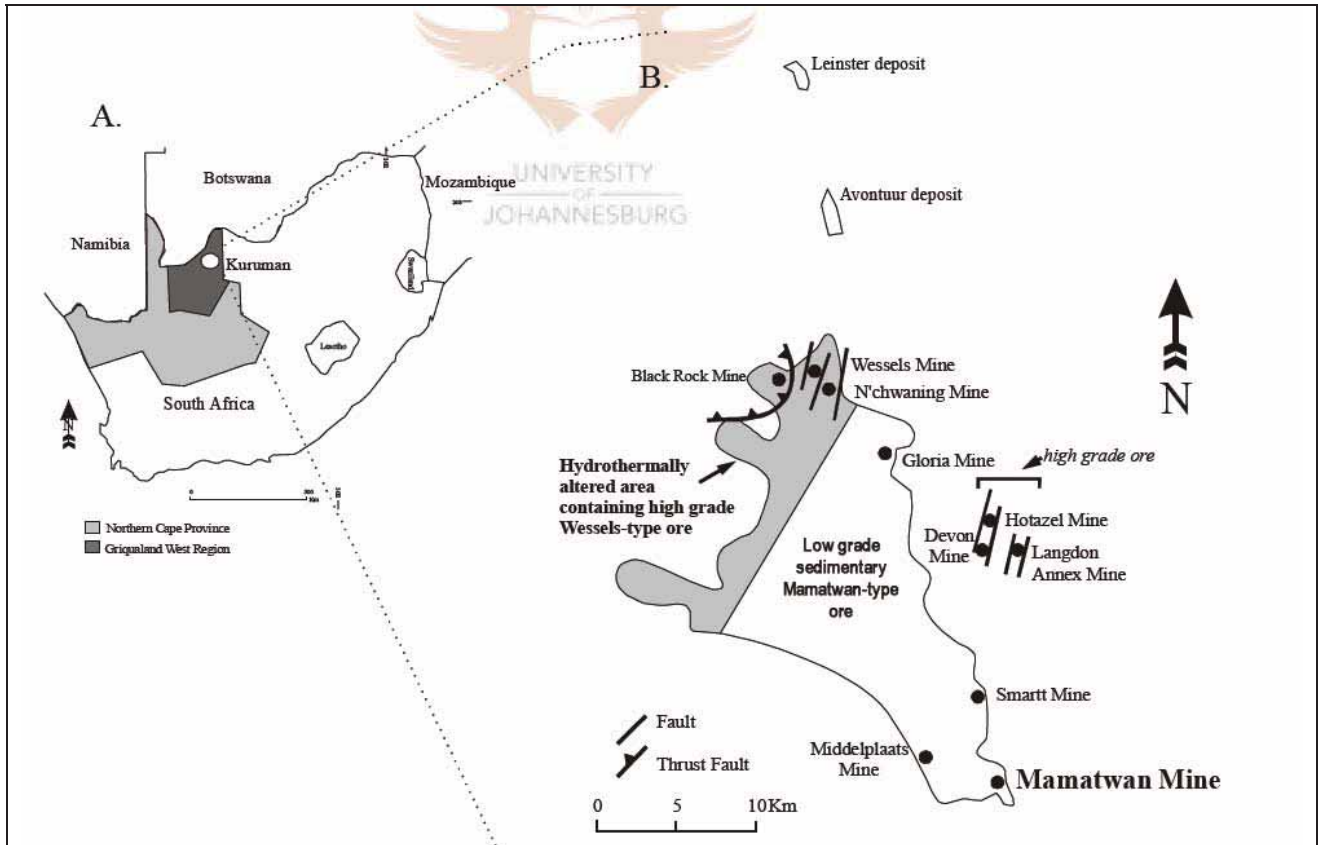 A.
Botswana
Mozambique
Namibia
Kuruman
Swaziland
Lesotho
South Africa
N
0
300
Km
Northern Cape Province
Griqualand West Region
UNIVERSITY
OF
JOHANNESBURG
B.
Leinster deposit
Avontuur deposit
N
Black Rock Mine
Wessels Mine
N'chwaning Mine
Gloria Mine
high grade ore
Hydrothermally
altered area
containing high grade
Wessels-type ore
Devon
Mine
Hotazel Mine
Langdon
Annex Mine
Low grade
sedimentary
Mamatwan-type
ore
Smartt Mine
Middelplaats
Mine
Mamatwan Mine
Fault
Thrust Fault
0 5 10Km